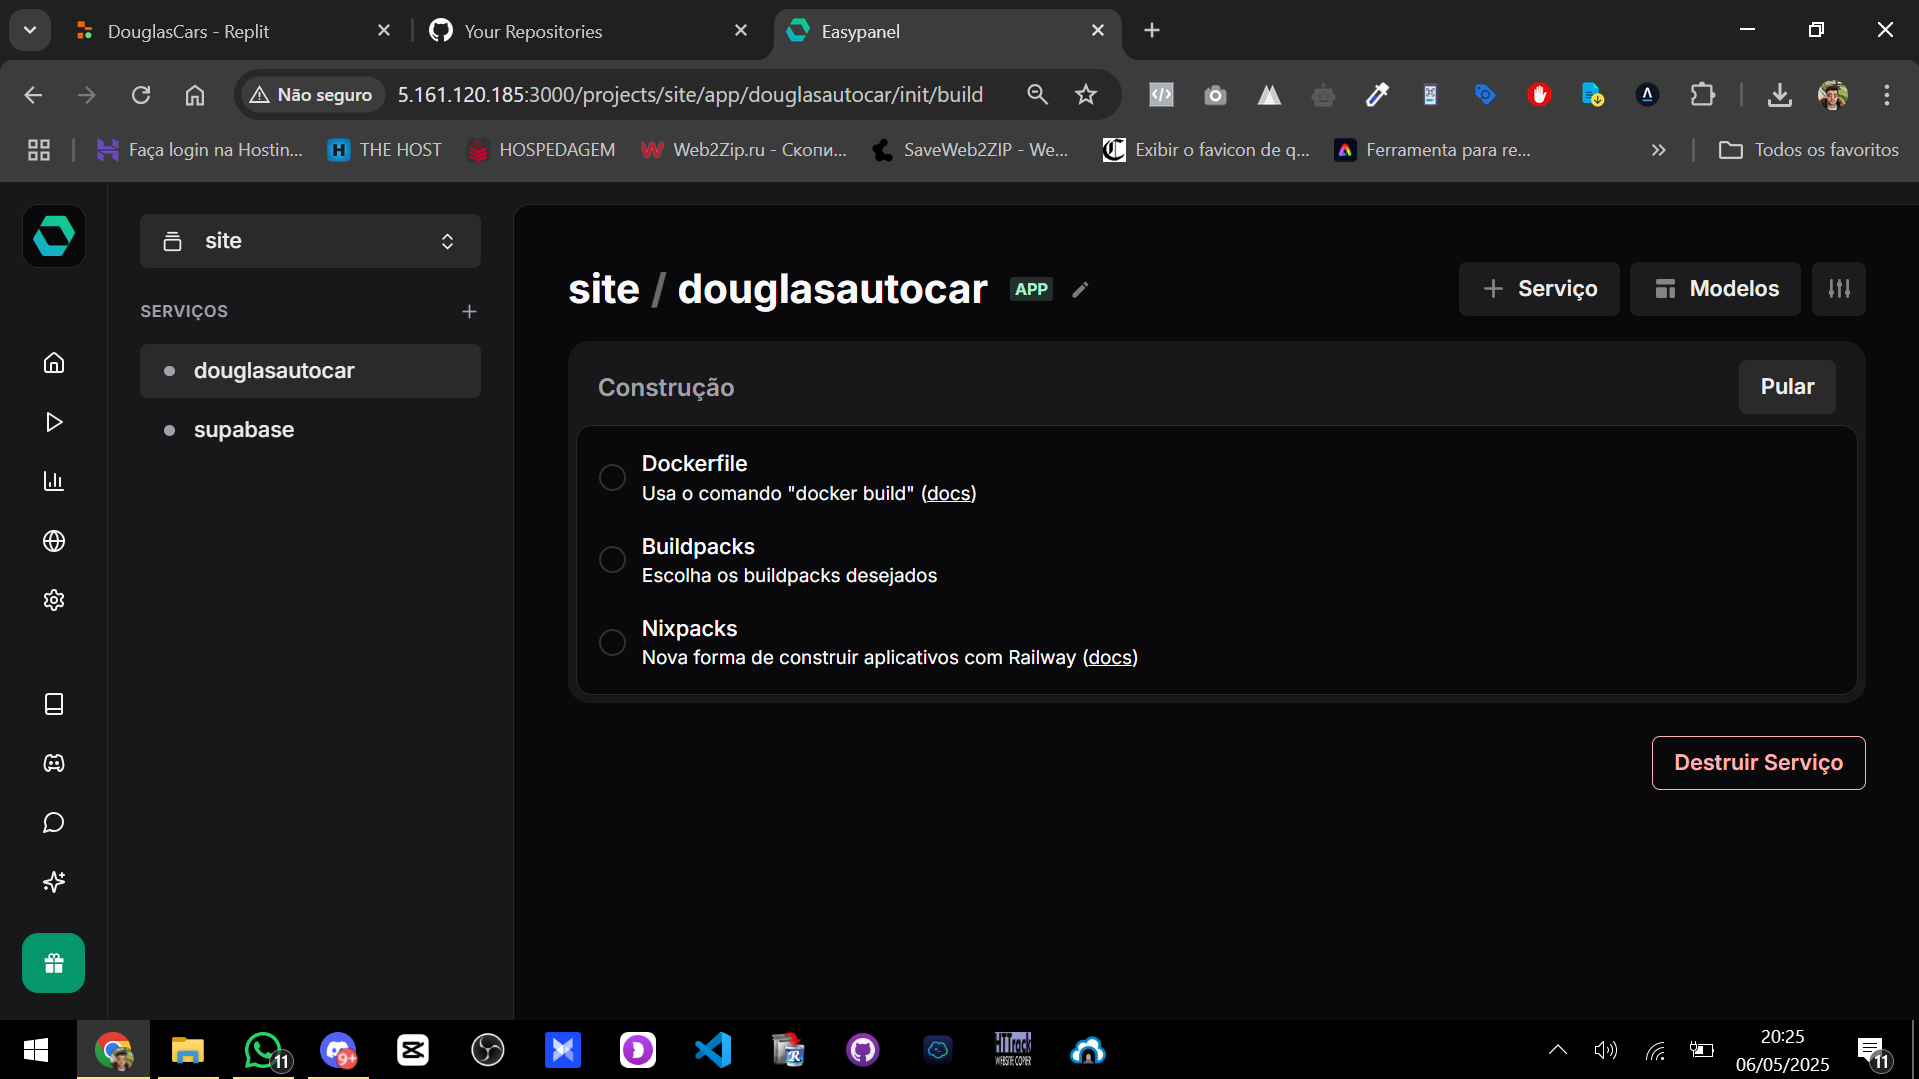 DouglasCars - Replit
Your Repositories
Easypanel
Não seguro
5.161.120.185:3000/projects/site/app/douglasautocar/init/build
Faça login na Hostin...
THE HOST
HOSPEDAGEM
Web2Zip.ru - Скопи...
SaveWeb2ZIP - We...
Exibir o favicon de q...
Ferramenta para re...
Todos os favoritos
site
SERVIÇOS
douglasautocar
supabase
site / douglasautocar
APP
Serviço
Modelos
Construção
Pular
Dockerfile
Usa o comando "docker build" (docs)
Buildpacks
Escolha os buildpacks desejados
Nixpacks
Nova forma de construir aplicativos com Railway (docs)
Destruir Serviço
11
9+
HTTrack
WEBSITE COPIER
20:25
06/05/2025
11